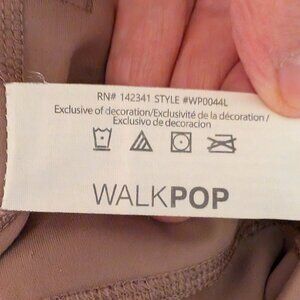 RN# 142341 STYLE #WP0044L
Exclusive of decoration/Exclusivité de la décoration/
Exclusivo de decoracion
WALKPOP